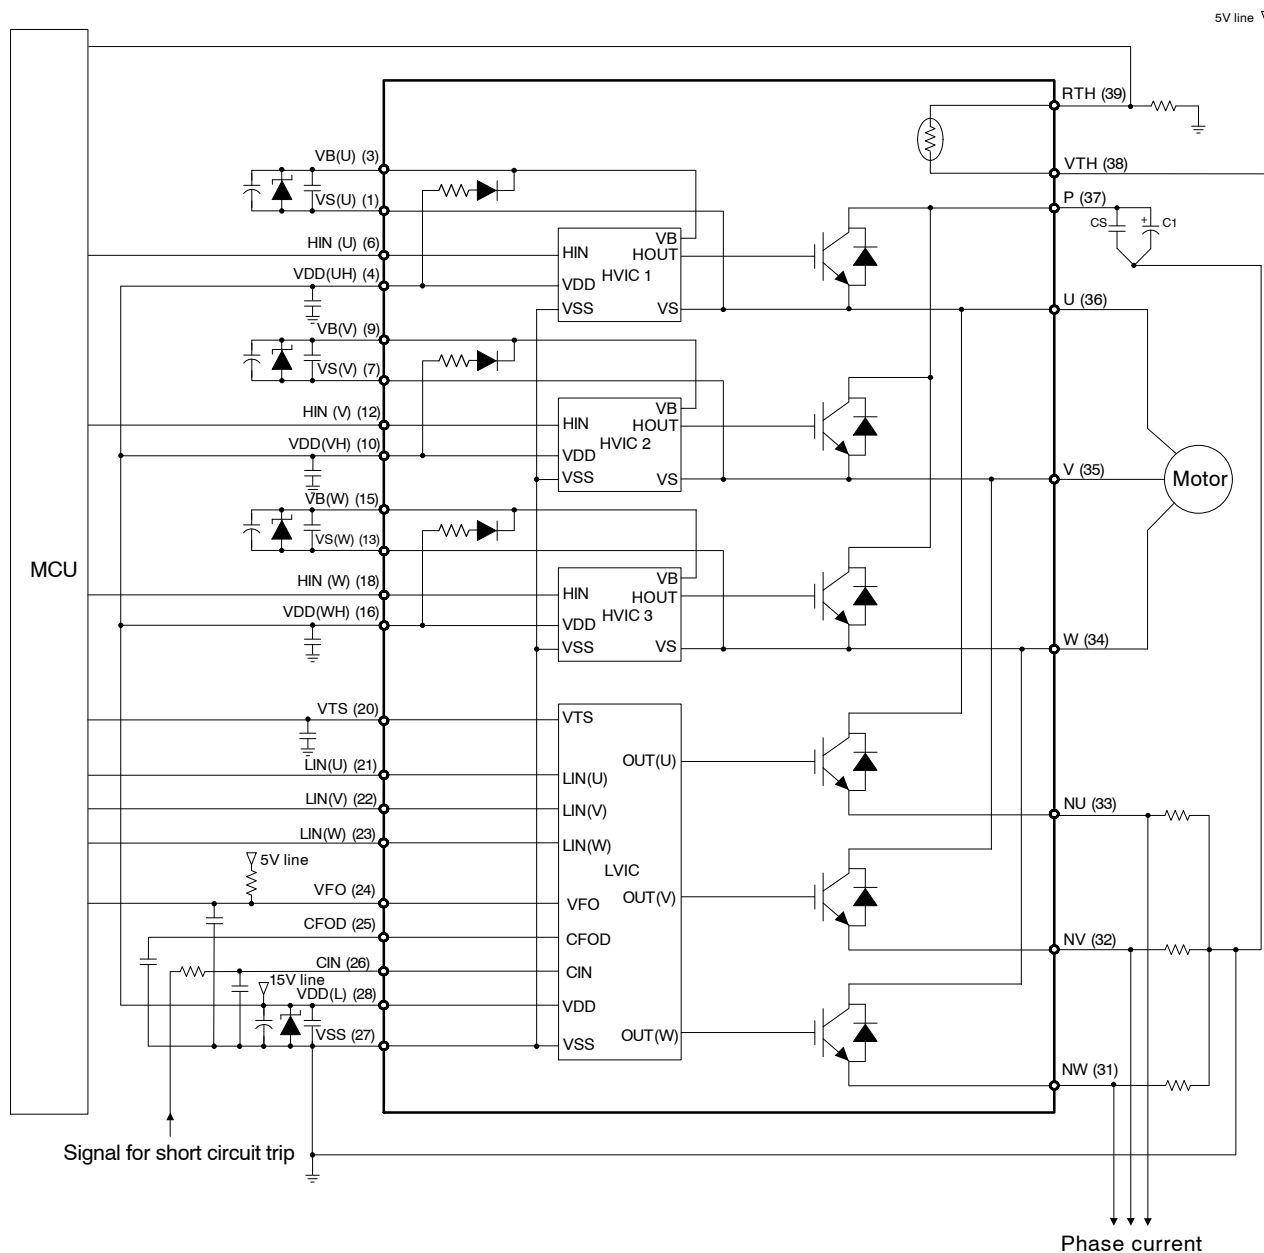 5V line
MCU
VB(U) (3)
VS(U) (1)
HIN (U) (6)
VDD(UH) (4)
VB(V) (9)
VS(V) (7)
HIN (V) (12)
VDD(VH) (10)
VB(W) (15)
VS(W) (13)
HIN (W) (18)
VDD(WH) (16)
VTS (20)
LIN(U) (21)
LIN(V) (22)
LIN(W) (23)
5V line
VFO (24)
CFOD (25)
CIN (26)
15V line
VDD(L) (28)
VSS (27)
Signal for short circuit trip
VB
HIN
HOUT
HVIC 1
VDD
VSS
VS
VB
HIN
HOUT
HVIC 2
VDD
VSS
VS
VB
HIN
HOUT
HVIC 3
VDD
VSS
VS
VTS
OUT(U)
LIN(U)
LIN(V)
LIN(W)
LVIC
OUT(V)
VFO
CFOD
CIN
VDD
OUT(W)
VSS
RTH (39)
VTH (38)
P (37)
CS
+
C1
U (36)
V (35)
Motor
W (34)
NU (33)
NV (32)
NW (31)
Phase current